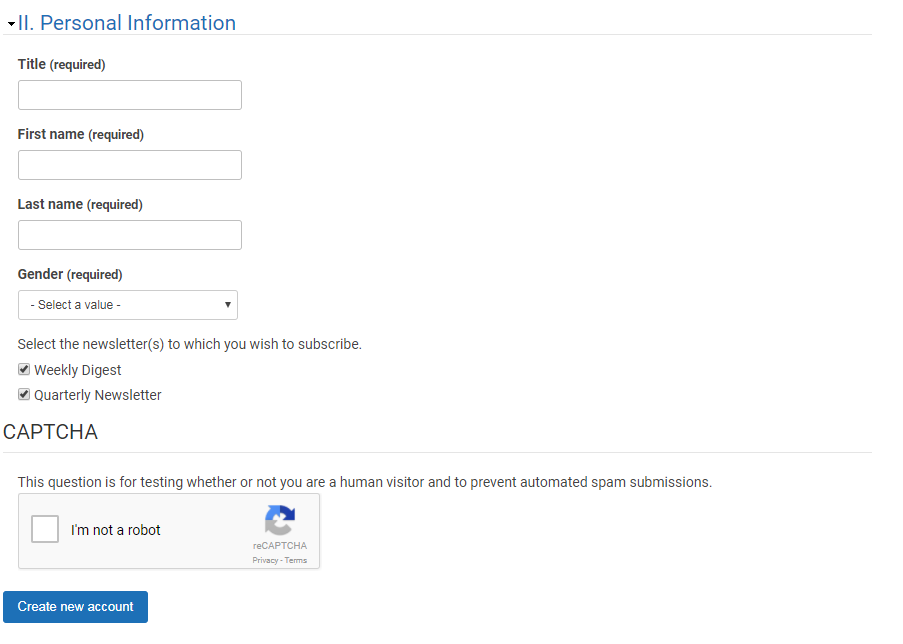 II. Personal Information
Title (required)
First name (required)
Last name (required)
Gender (required)
- Select a value -
Select the newsletter(s) to which you wish to subscribe.
Weekly Digest
Quarterly Newsletter
CAPTCHA
This question is for testing whether or not you are a human visitor and to prevent automated spam submissions.
I'm not a robot
reCAPTCHA
Privacy - Terms
Create new account